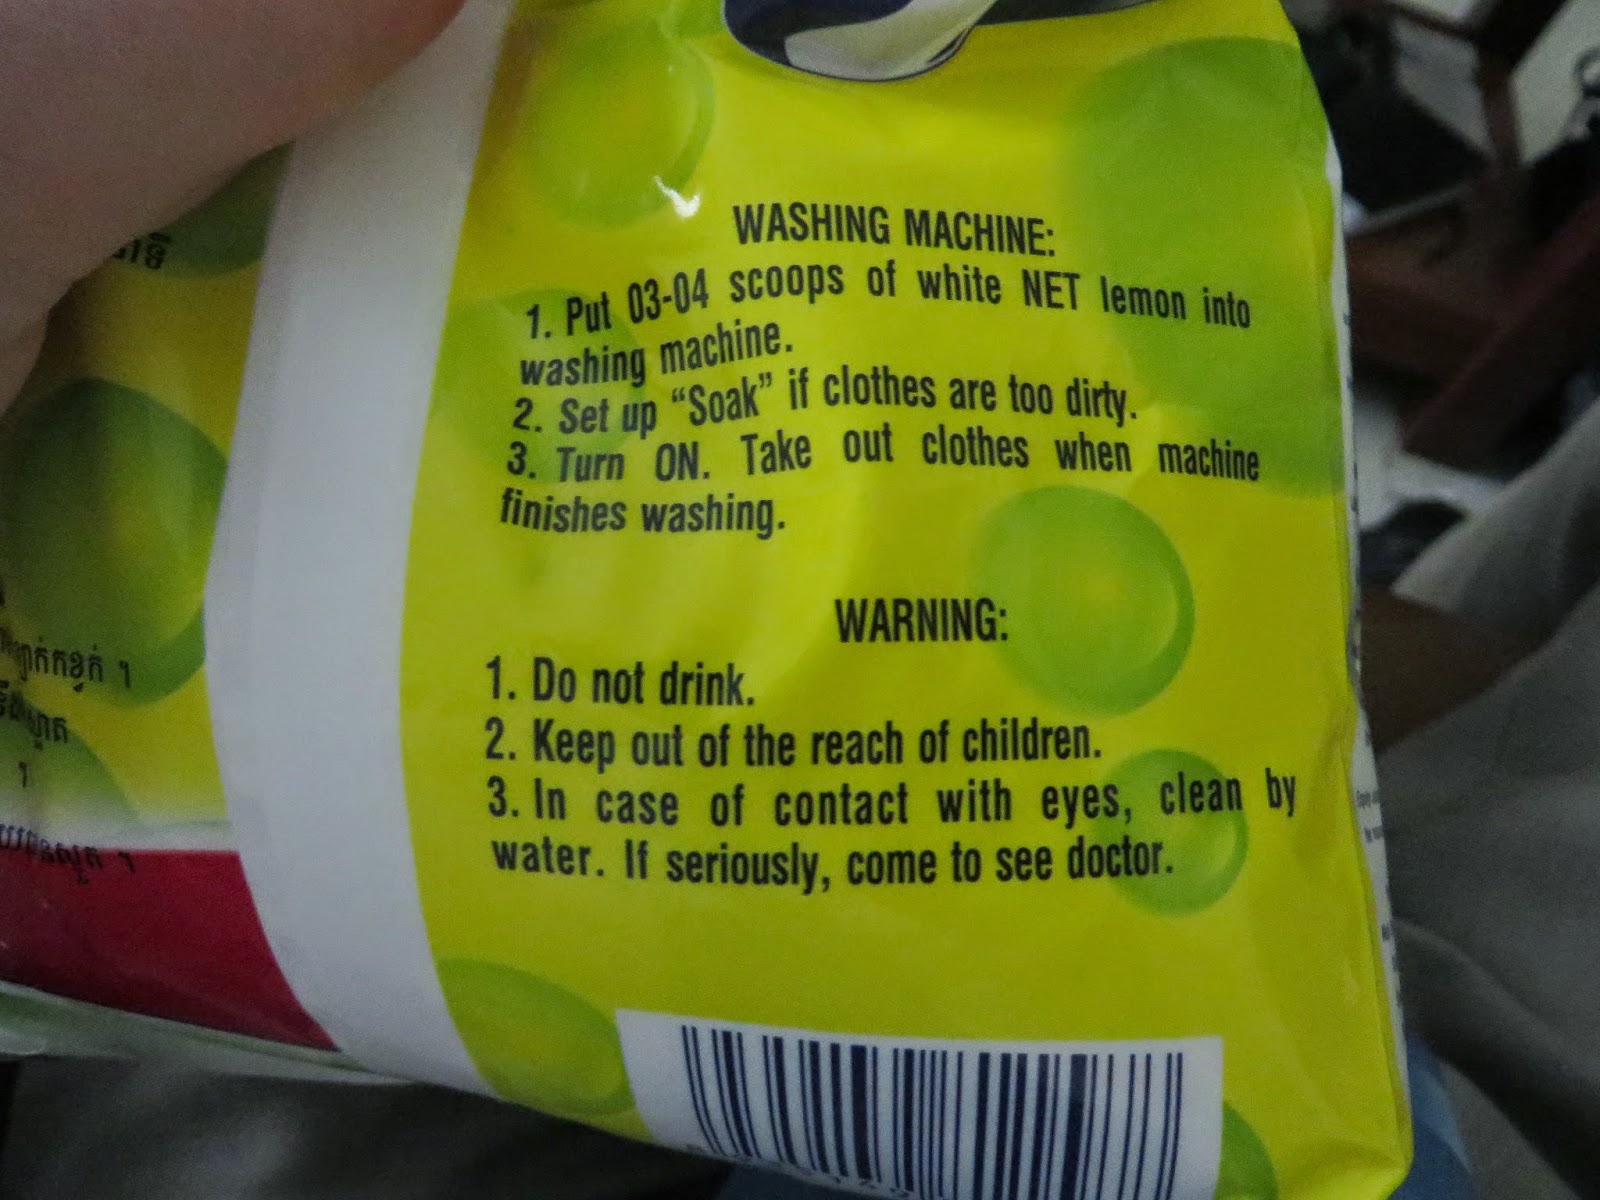 WASHING MACHINE:
1. Put 03-04 scoops of white NET lemon into
washing machine.
2. Set up “Soak” if clothes are too dirty.
3. Turn ON. Take out clothes when machine
finishes washing.
WARNING:
1. Do not drink.
2. Keep out of the reach of children.
3. In case of contact with eyes, clean by
water. If seriously, come to see doctor.